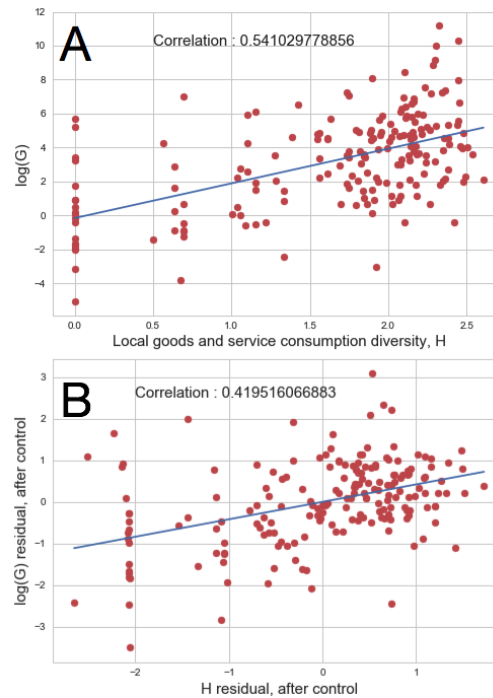 A
Correlation : 0.541029778856
12
10
8
6
4
2
0
−2
−4
log(G)
0.0 0.5 1.0 1.5 2.0 2.5
Local goods and service consumption diversity, H
B
Correlation : 0.419516066883
3
2
1
0
−1
−2
−3
log(G) residual, after control
−2 −1 0 1
H residual, after control